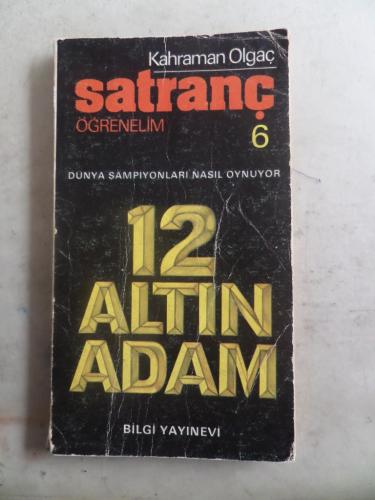 Kahraman Olgaç
satranç
ÖĞRENELİM
6
DÜNYA ŞAMPİYONLARI NASIL OYNUYOR
12
ALTIN
ADAM
BİLGİ YAYINEVİ